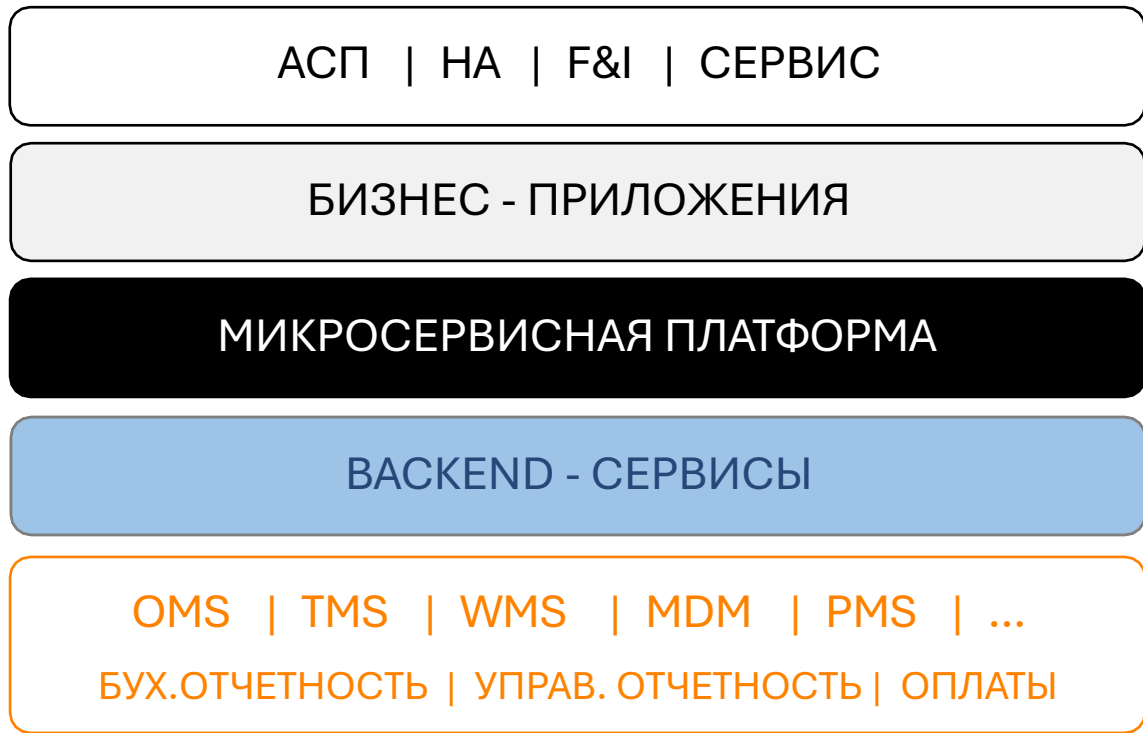 АСП | НА | F&I | СЕРВИС
БИЗНЕС - ПРИЛОЖЕНИЯ
МИКРОСЕРВИСНАЯ ПЛАТФОРМА
BACKEND - СЕРВИСЫ
OMS | TMS | WMS | MDM | PMS | ...
БУХ.ОТЧЕТНОСТЬ | УПРАВ. ОТЧЕТНОСТЬ | ОПЛАТЫ